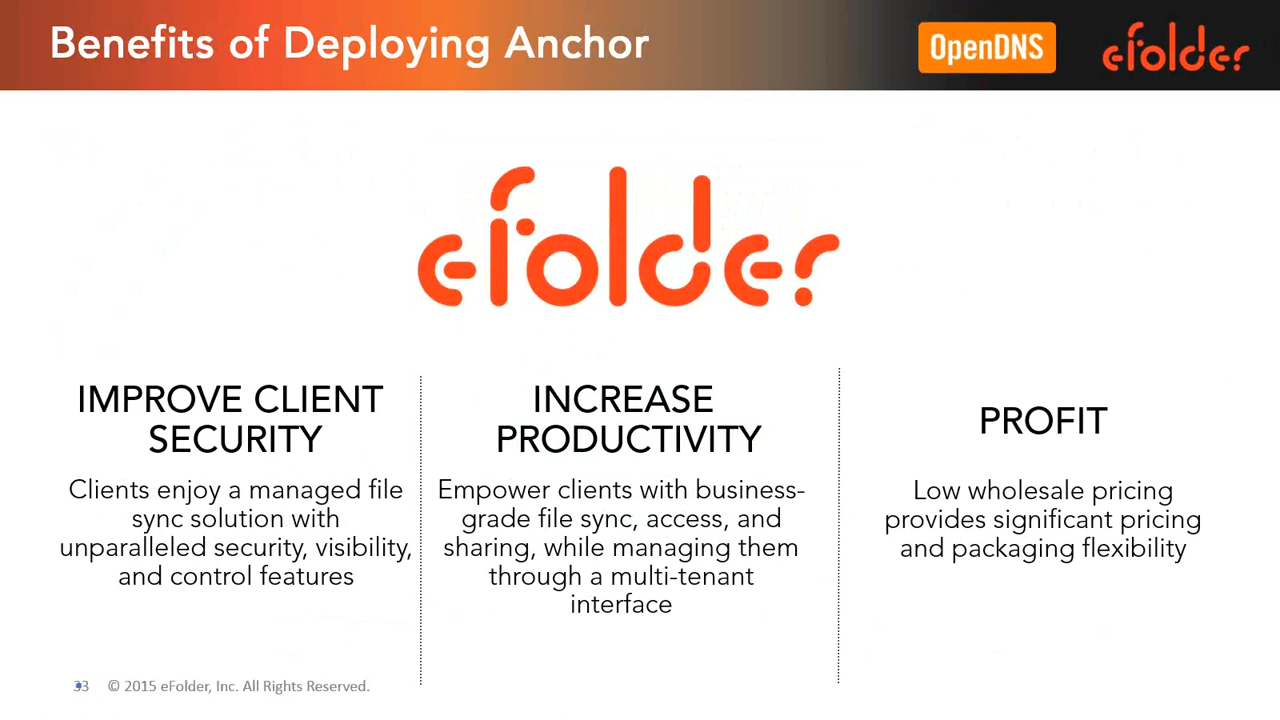 Benefits of Deploying Anchor
OpenDNS
efolder
efolder
IMPROVE CLIENT
SECURITY
Clients enjoy a managed file
sync solution with
unparalleled security, visibility,
and control features
INCREASE
PRODUCTIVITY
Empower clients with business-
grade file sync, access, and
sharing, while managing them
through a multi-tenant
interface
PROFIT
Low wholesale pricing
provides significant pricing
and packaging flexibility
33 © 2015 eFolder, Inc. All Rights Reserved.